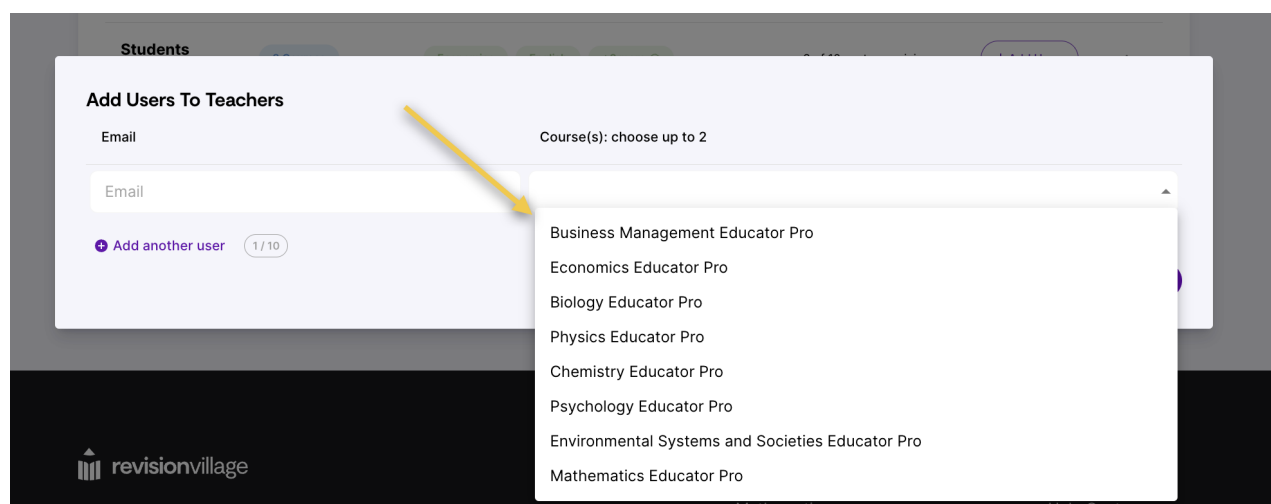 Students
Add Users To Teachers
Email
Course(s): choose up to 2
Email
Add another user
1 / 10
Business Management Educator Pro
Economics Educator Pro
Biology Educator Pro
Physics Educator Pro
Chemistry Educator Pro
Psychology Educator Pro
Environmental Systems and Societies Educator Pro
Mathematics Educator Pro
revisionvillage